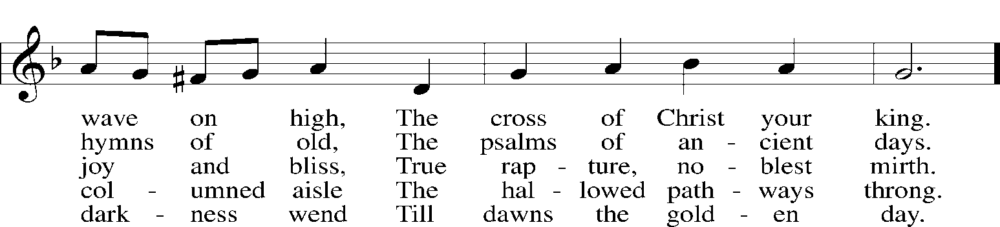 wave on high, The cross of Christ your king.
hymns of old, The psalms of an - cient days.
joy and bliss, True rap - ture, no - blest mirth.
col - umned aisle The hal - lowed path - ways throng.
dark - ness wend Till dawns the gold - en day.